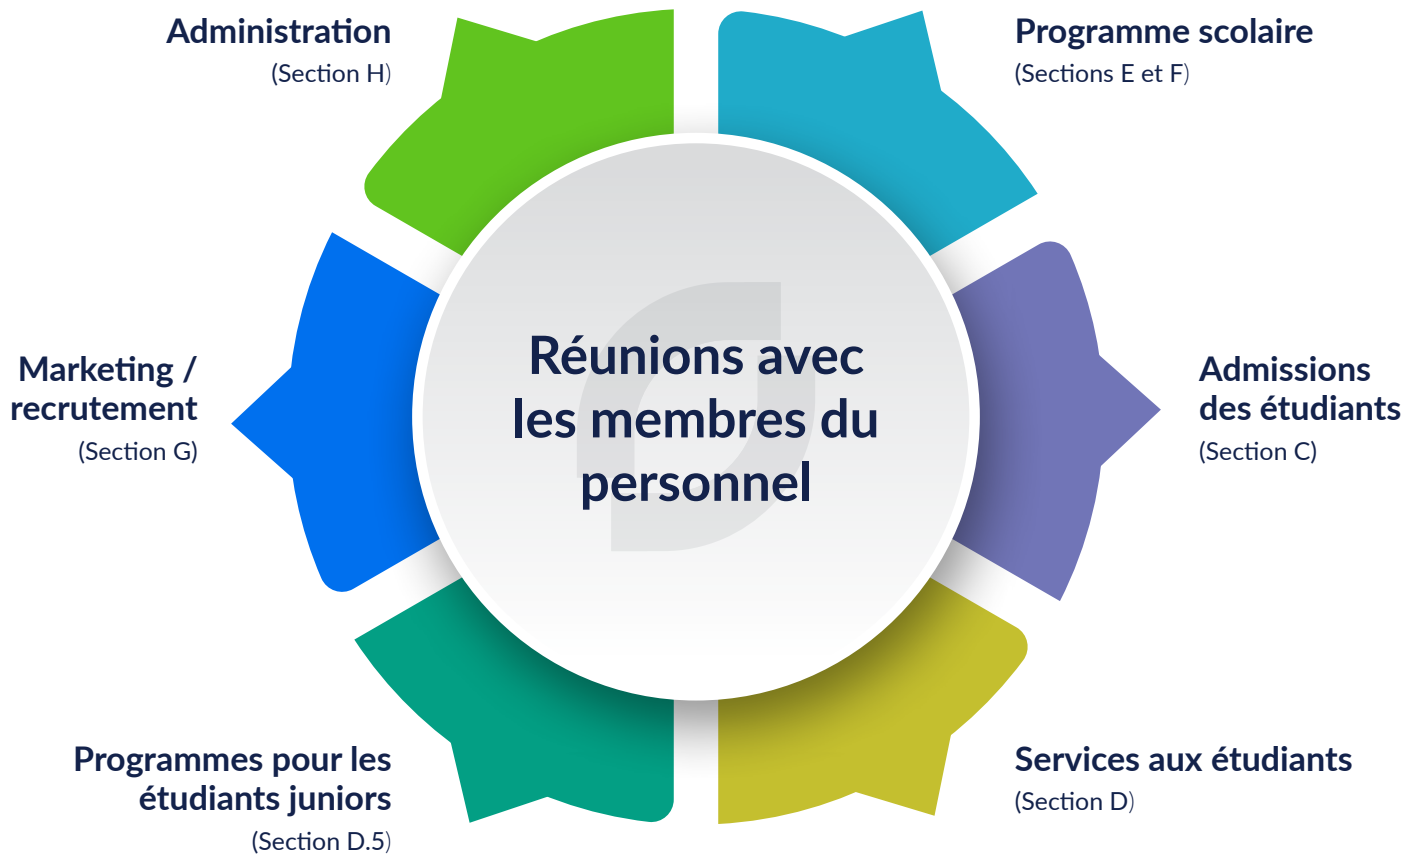 Administration
(Section H)
Programme scolaire
(Sections E et F)
Réunions avec
les membres du
personnel
Marketing /
recrutement
(Section G)
Admissions
des étudiants
(Section C)
Programmes pour les
étudiants juniors
(Section D.5)
Services aux étudiants
(Section D)